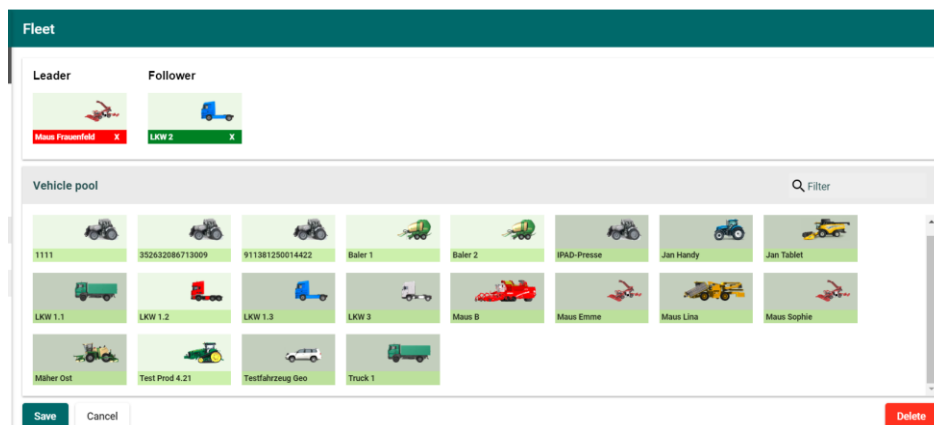 Fleet
Leader Follower
Maus Frauenfeld X LKW 2 X
Vehicle pool Filter
1111 352632086713009 911381250014422 Baler 1 Baler 2 IPAD-Presse Jan Handy Jan Tablet
LKW 1.1 LKW 1.2 LKW 1.3 LKW 3 Maus B Maus Emme Maus Lina Maus Sophie
Mäher Ost Test Prod 4.21 Testfahrzeug Geo Truck 1
Save Cancel Delete